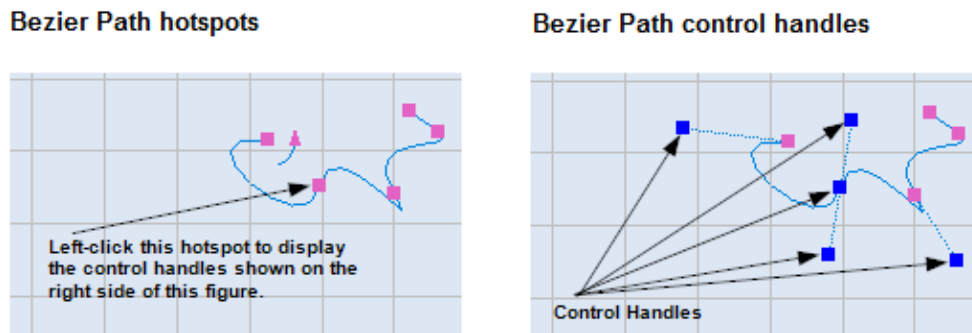 Bezier Path hotspots
Bezier Path control handles
Left-click this hotspot to display
the control handles shown on the
right side of this figure.
Control Handles